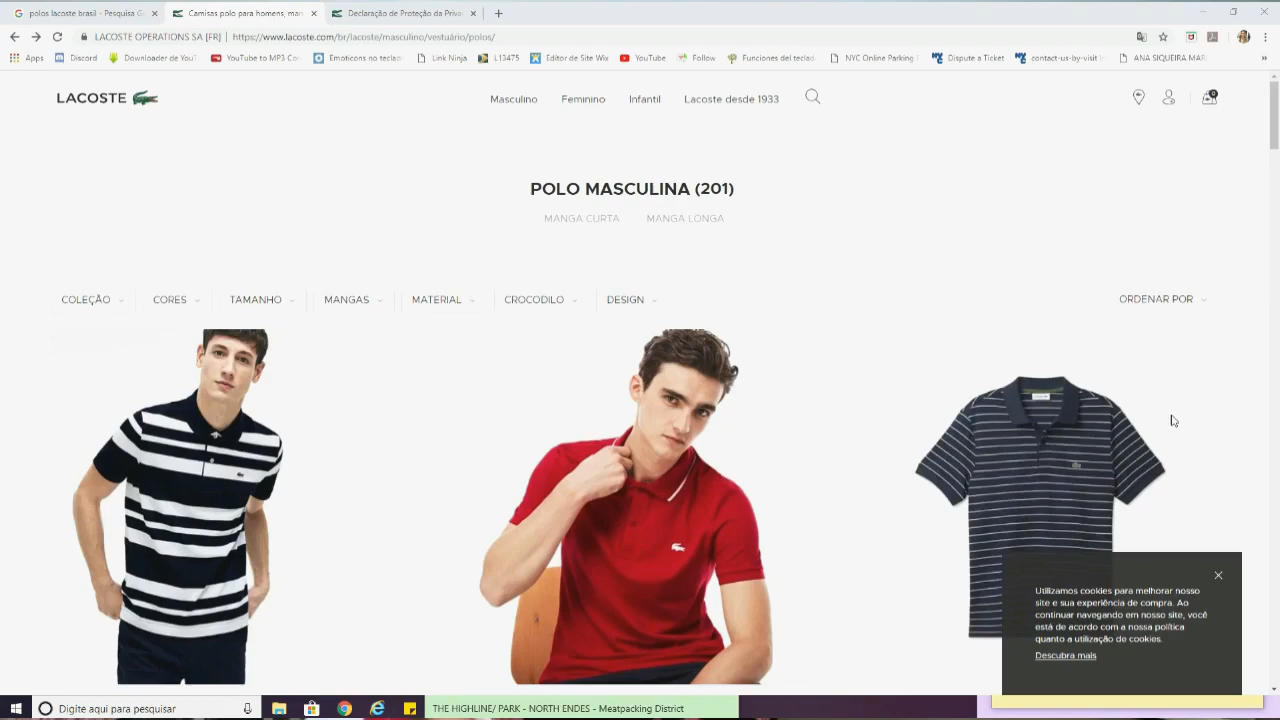 polos lacoste brasil - Pesquisa G
Camisas polo para homens, man
Declaração de Proteção da Priva
LACOSTE OPERATIONS SA [FR] | https://www.lacoste.com/br/lacoste/masculino/vestuário/polos/
Apps
Discord
Downloader de YouT
YouTube to MP3 Co
Emoticons no teclad
Link Ninja
L13475
Editor de Site Wix
YouTube
Follow
Funciones del teclad
NYC Online Parking
Dispute a Ticket
contact-us-by-visit
ANA SIQUEIRA MAR
LACOSTE
Masculino
Feminino
Infantil
Lacoste desde 1933
0
POLO MASCULINA (201)
MANGA CURTA
MANGA LONGA
COLEÇÃO
CORES
TAMANHO
MANGAS
MATERIAL
CROCODILO
DESIGN
ORDENAR POR
Utilizamos cookies para melhorar nosso
site e sua experiência de compra. Ao
continuar navegando em nosso site, você
está de acordo com a nossa política
quanto a utilização de cookies.
Descubra mais
Digite aqui para pesquisar
THE HIGHLINE/ PARK - NORTH ENDES - Meatpacking District